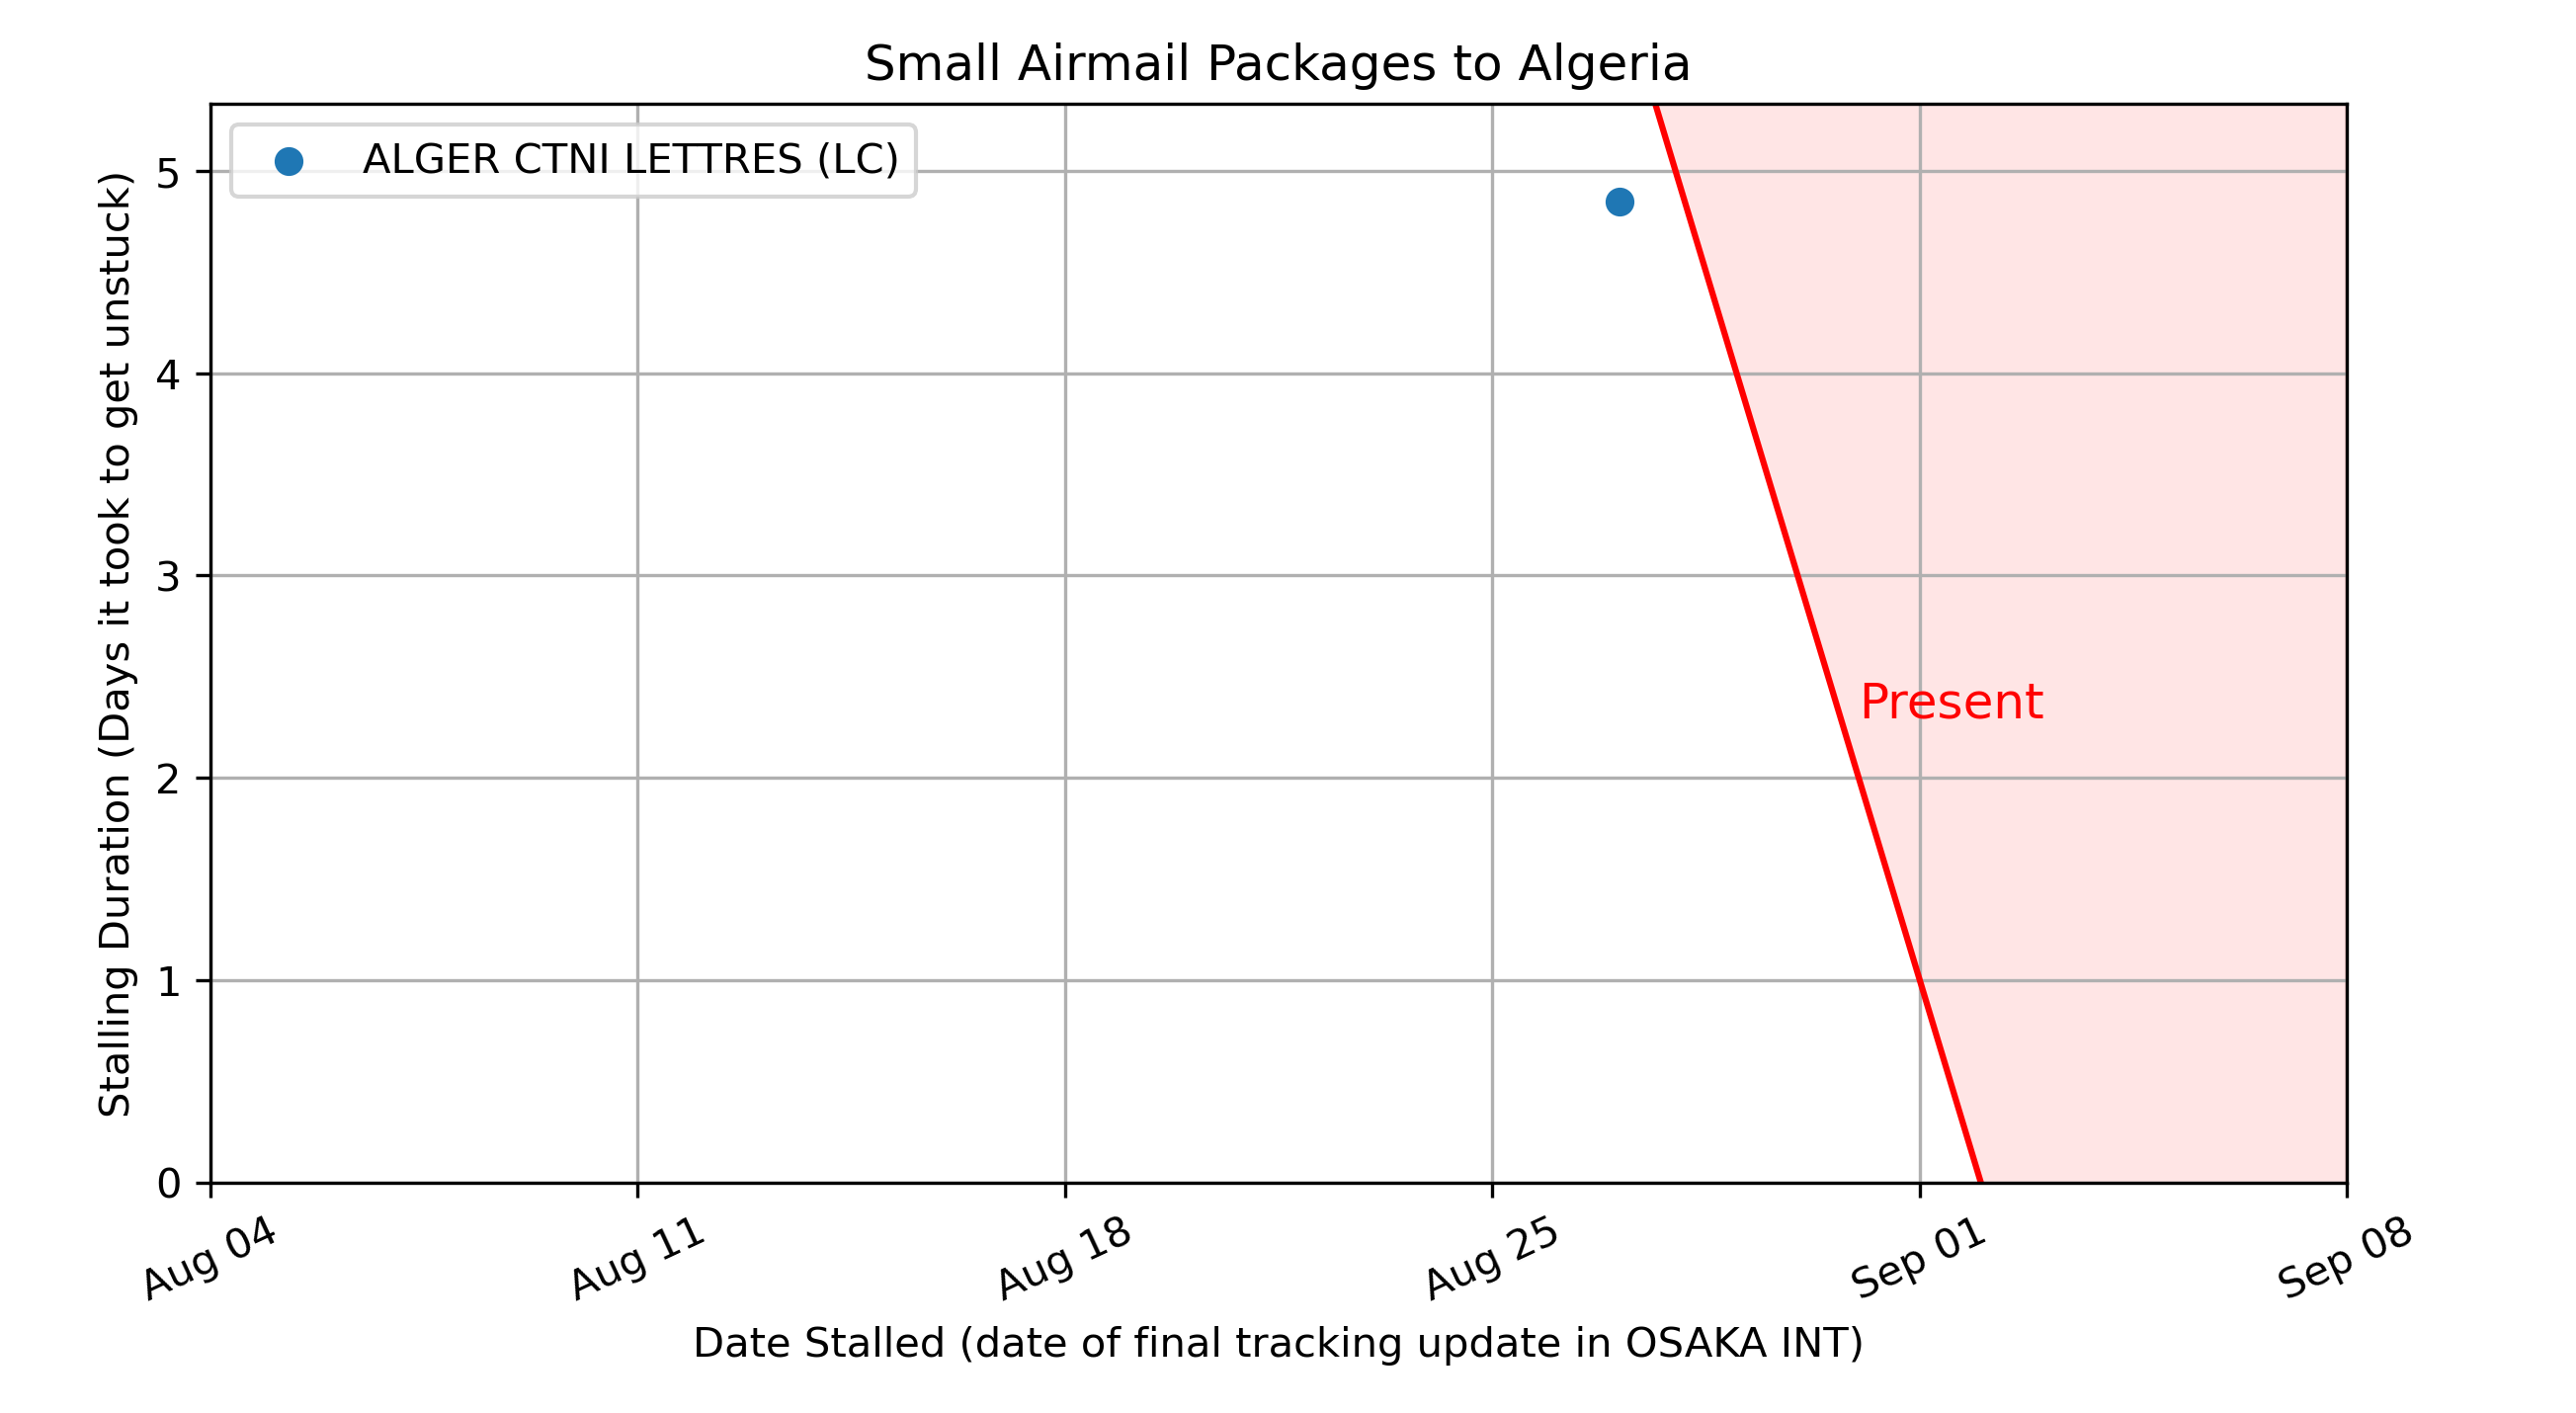 Small Airmail Packages to Algeria
ALGER CTNI LETTRES (LC)
Stalling Duration (Days it took to get unstuck)
5
4
3
2
1
0
Present
Aug 04
Aug 11
Aug 18
Aug 25
Sep 01
Sep 08
Date Stalled (date of final tracking update in OSAKA INT)